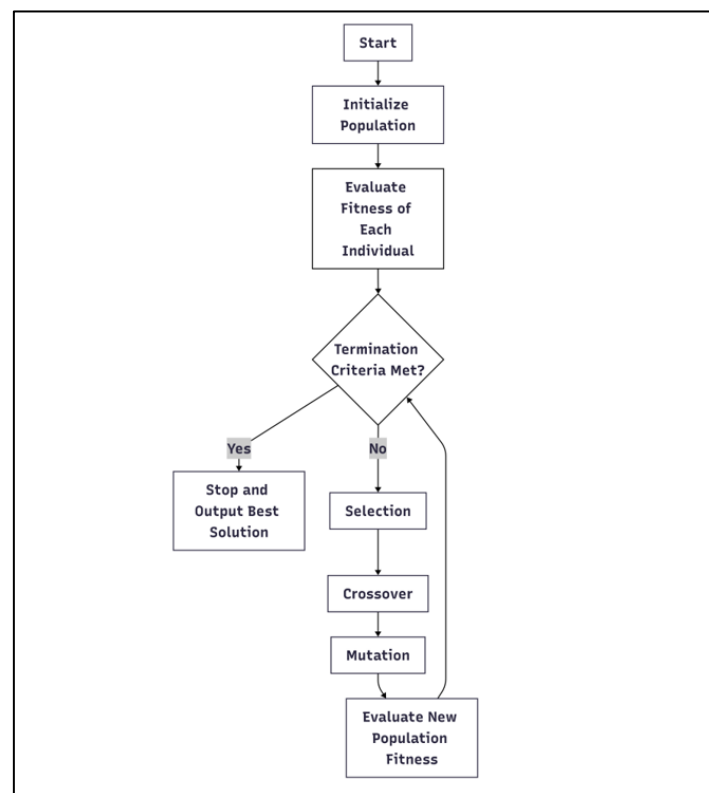 Start
Initialize
Population
Evaluate
Fitness of
Each
Individual
Termination
Criteria Met?
Yes
No
Stop and
Output Best
Solution
Selection
Crossover
Mutation
Evaluate New
Population
Fitness